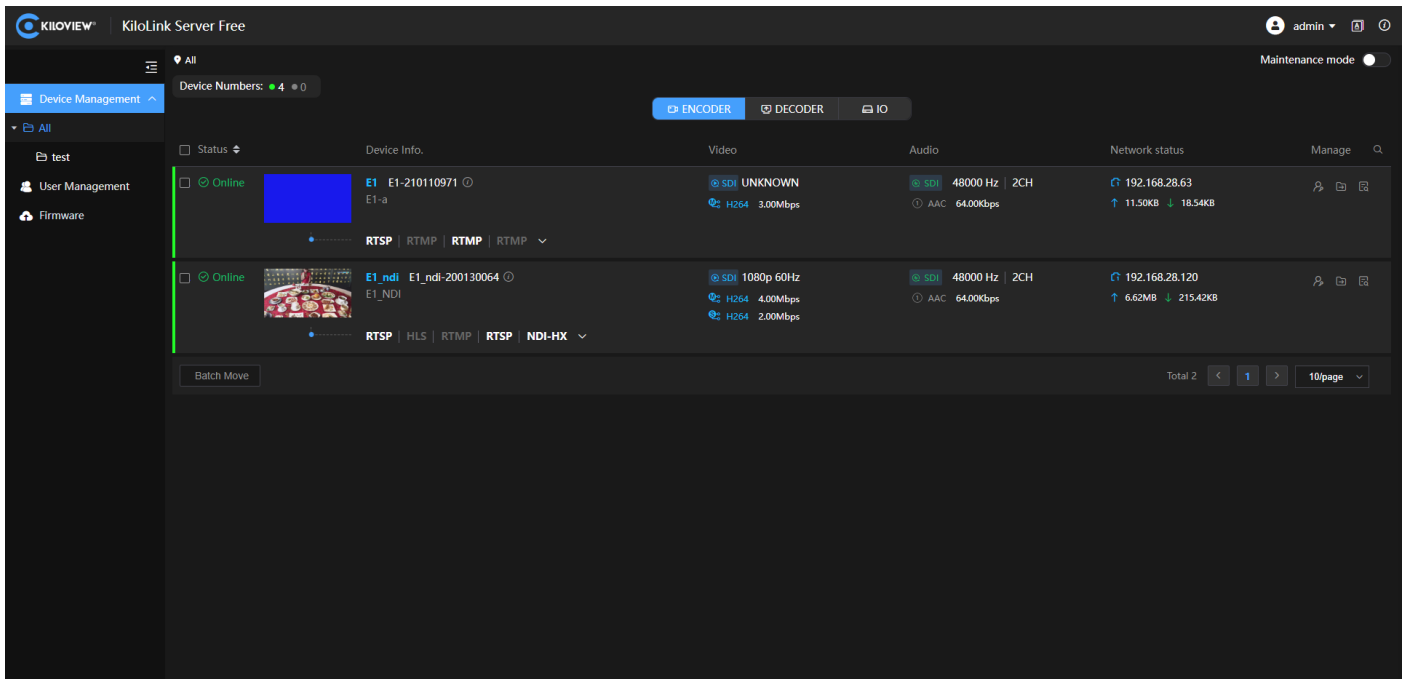 KILOVIEW® KiloLink Server Free admin
All Maintenance mode
Device Numbers: 4 0
Device Management
ENCODER DECODER IO
All
test
User Management
Firmware
Status Device Info. Video Audio Network status Manage
Online E1 E1-210110971 SDI UNKNOWN SDI 48000 Hz | 2CH 192.168.28.63
E1-a H264 3.00Mbps AAC 64.00Kbps ↑ 11.50KB ↓ 18.54KB
RTSP | RTMP | RTMP | RTMP
Online E1_ndi E1_ndi-200130064 SDI 1080p 60Hz SDI 48000 Hz | 2CH 192.168.28.120
E1_NDI H264 4.00Mbps AAC 64.00Kbps ↑ 6.62MB ↓ 215.42KB
H264 2.00Mbps
RTSP | HLS | RTMP | RTSP | NDI-HX
Batch Move Total 2 < 1 > 10/page